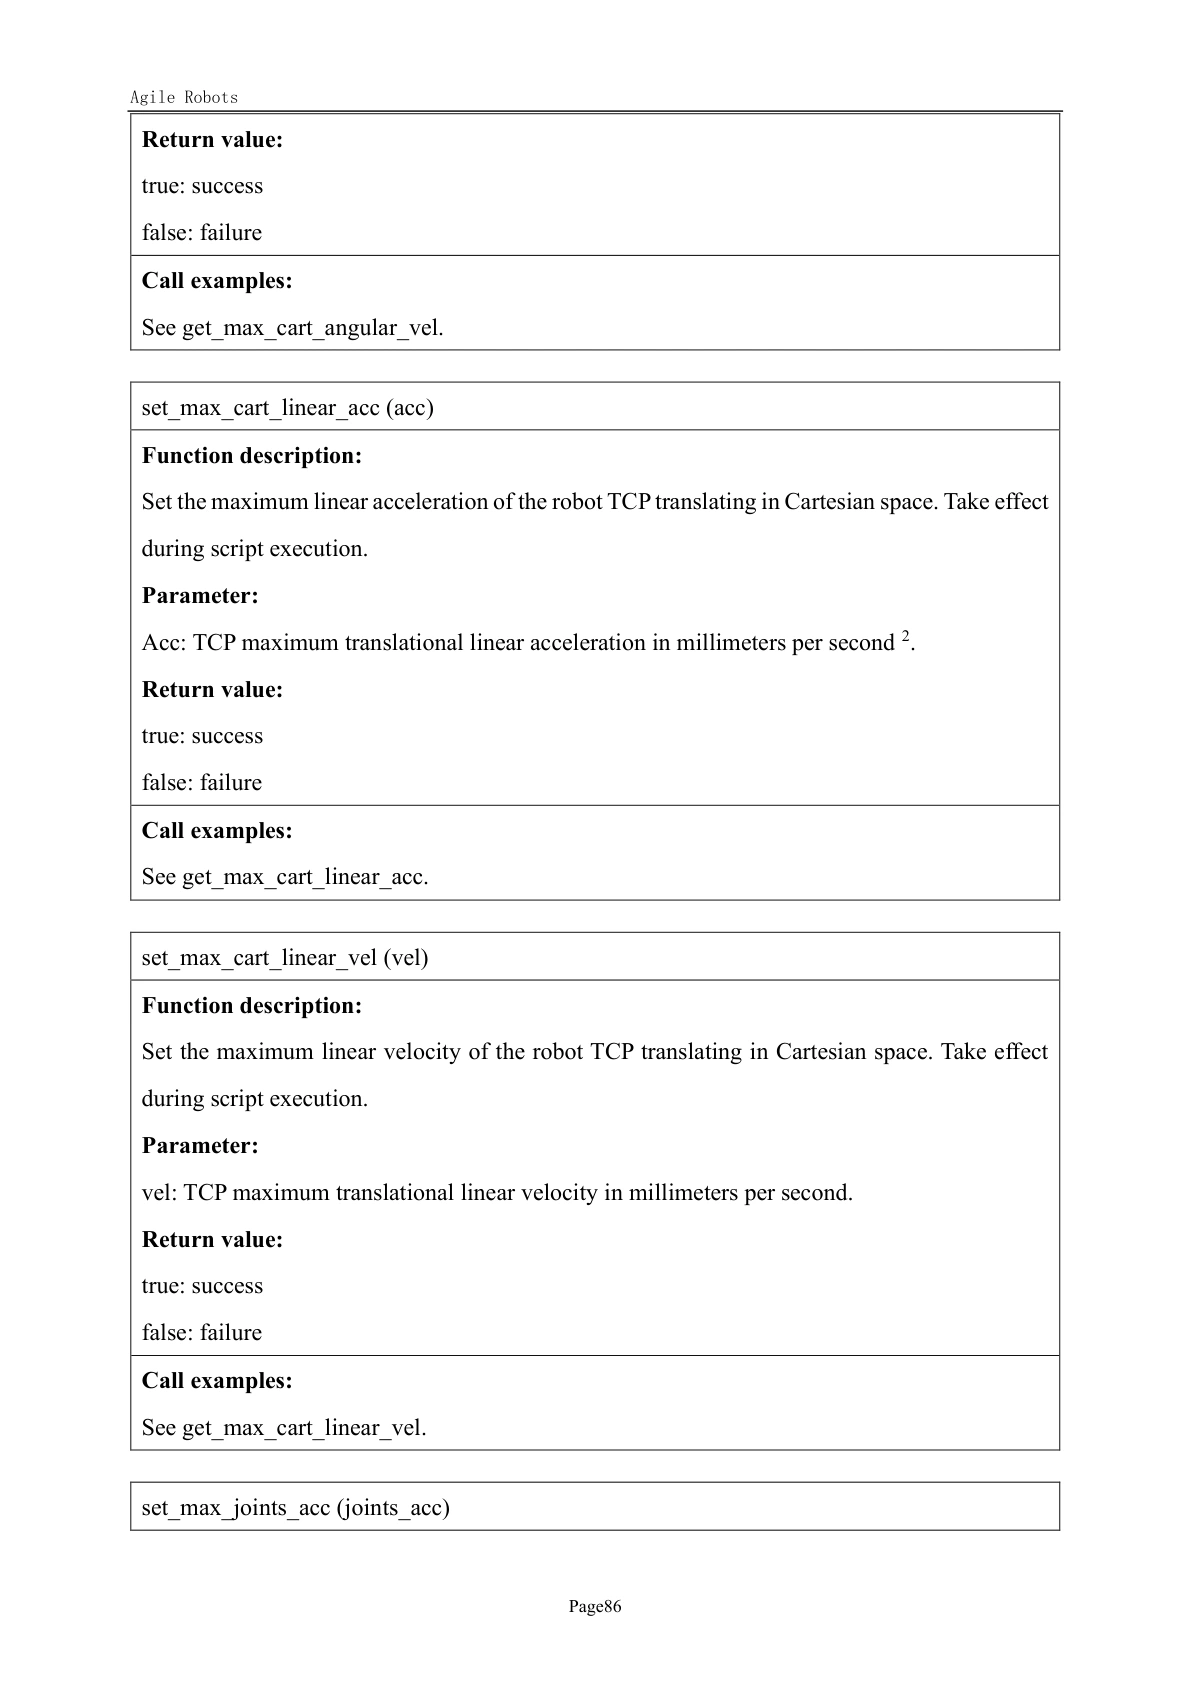 Agile Robots
Return value:
true: success
false: failure
Call examples:
See get_max_cart_angular_vel.
set_max_cart_linear_acc (acc)
Function description:
Set the maximum linear acceleration of the robot TCP translating in Cartesian space. Take effect
during script execution.
Parameter:
Acc: TCP maximum translational linear acceleration in millimeters per second ².
Return value:
true: success
false: failure
Call examples:
See get_max_cart_linear_acc.
set_max_cart_linear_vel (vel)
Function description:
Set the maximum linear velocity of the robot TCP translating in Cartesian space. Take effect
during script execution.
Parameter:
vel: TCP maximum translational linear velocity in millimeters per second.
Return value:
true: success
false: failure
Call examples:
See get_max_cart_linear_vel.
set_max_joints_acc (joints_acc)
Page86